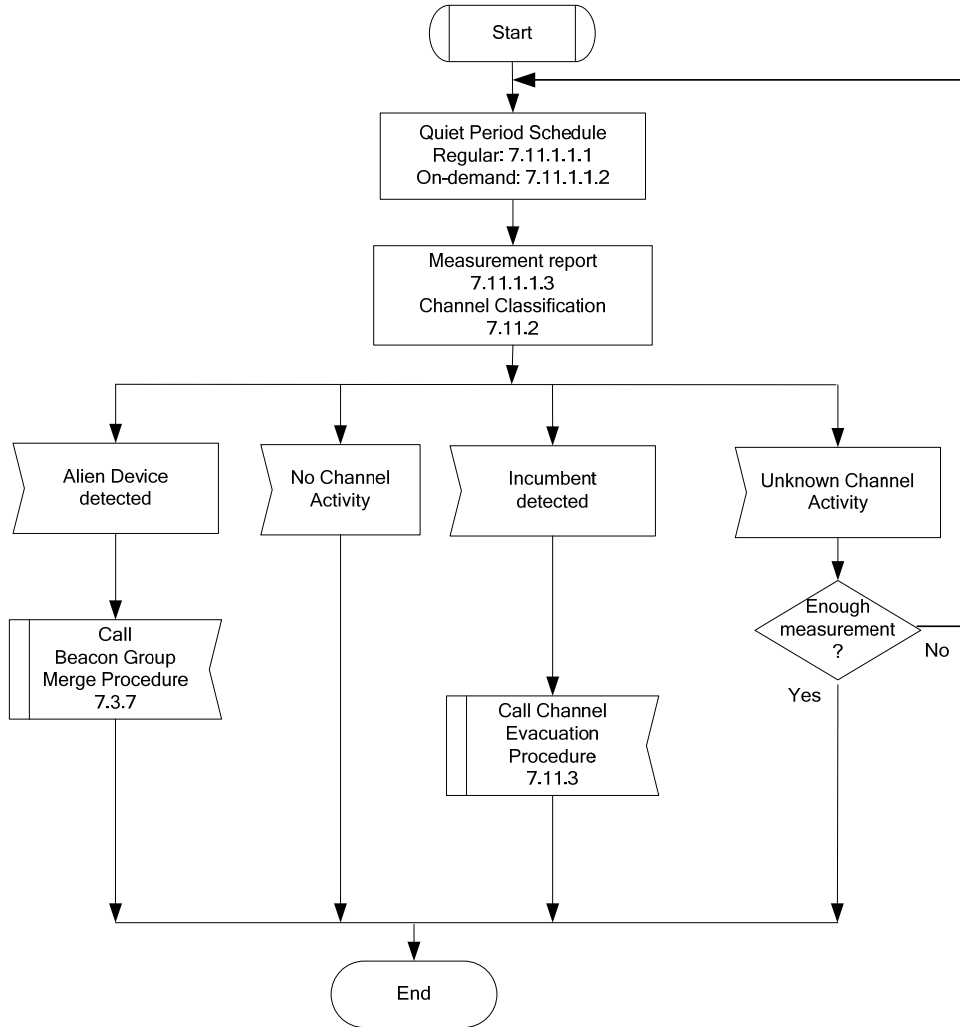 Start
Quiet Period Schedule
Regular: 7.11.1.1.1
On-demand: 7.11.1.1.2
Measurement report
7.11.1.1.3
Channel Classification
7.11.2
Alien Device
detected
No Channel
Activity
Incumbent
detected
Unknown Channel
Activity
Enough
measurement
?
No
Yes
Call
Beacon Group
Merge Procedure
7.3.7
Call Channel
Evacuation
Procedure
7.11.3
End